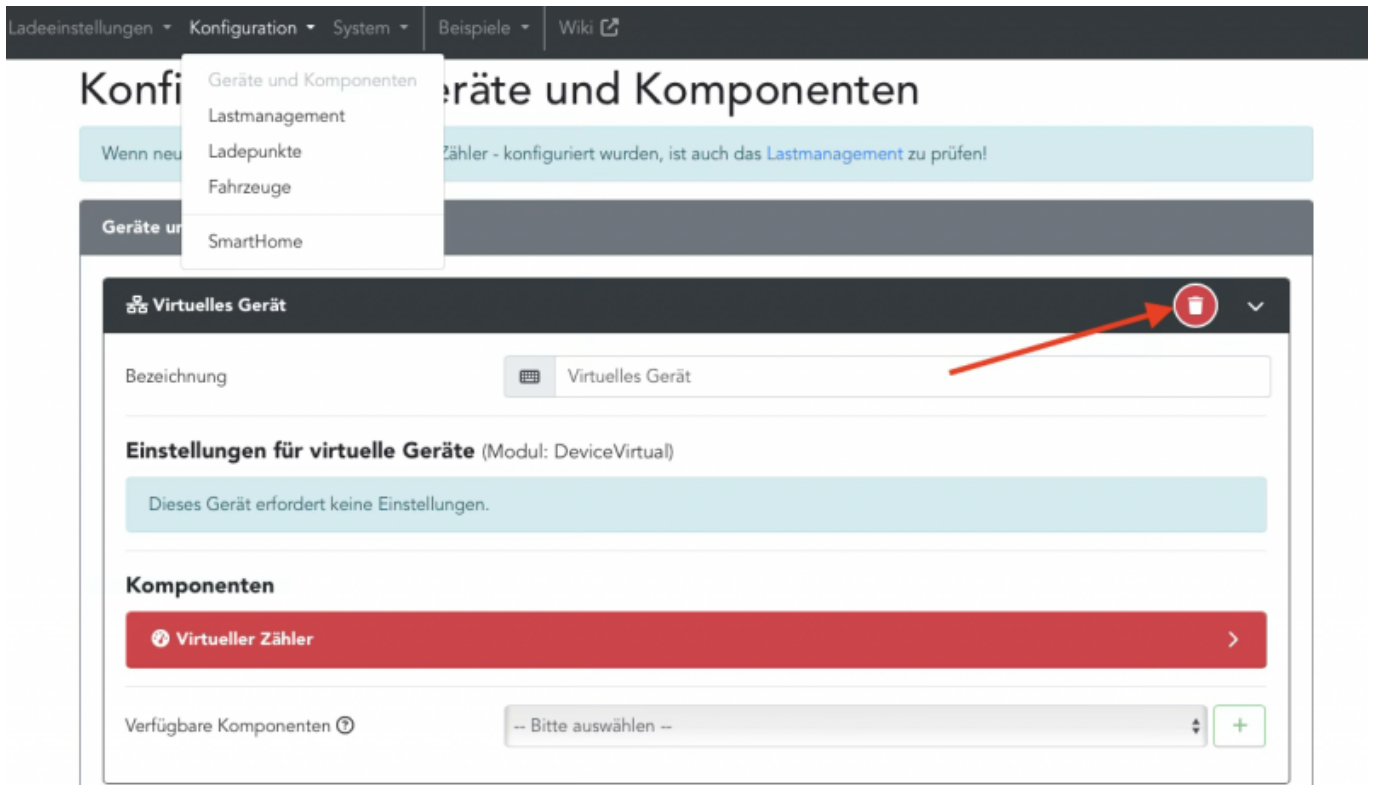 Ladeeinstellungen Konfiguration System Beispiele Wiki
Geräte und Komponenten
Lastmanagement
Ladepunkte
Fahrzeuge
SmartHome
Konfi eräte und Komponenten
Wenn neu Zähler - konfiguriert wurden, ist auch das Lastmanagement zu prüfen!
Geräte un
Virtuelles Gerät
Bezeichnung Virtuelles Gerät
Einstellungen für virtuelle Geräte (Modul: DeviceVirtual)
Dieses Gerät erfordert keine Einstellungen.
Komponenten
Virtueller Zähler
Verfügbare Komponenten -- Bitte auswählen --